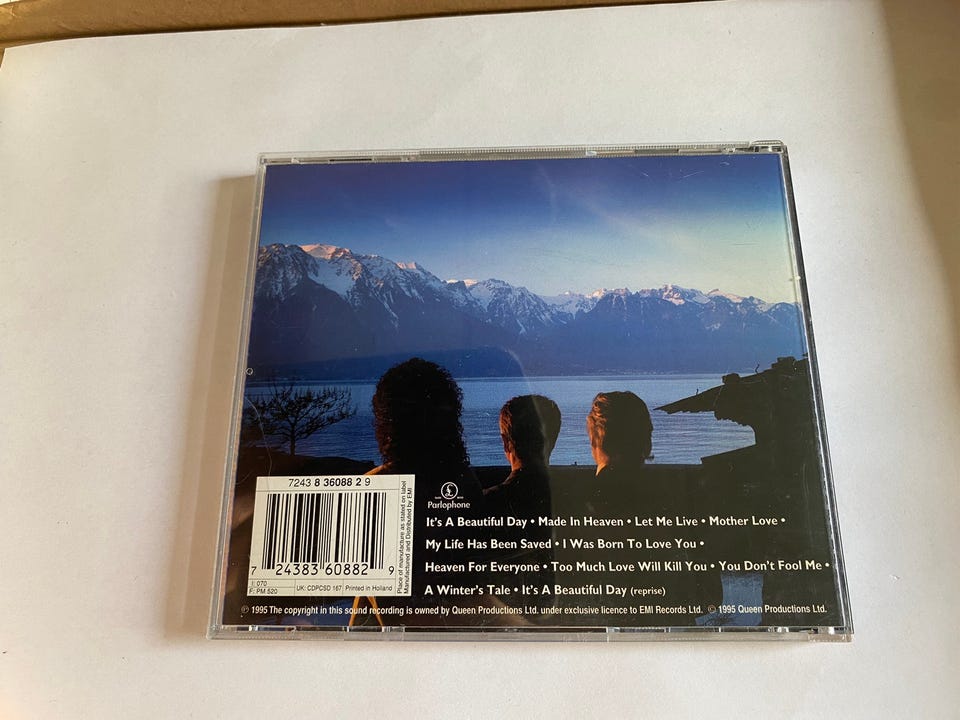 7243 8 36088 2 9
7 24383 60882 9
Place of manufacture as stated on label
Manufactured and Distributed by EMI
I: 070
F: PM 520
UK: CDPCSD 167
Printed in Holland
Parlophone
It's A Beautiful Day • Made In Heaven • Let Me Live • Mother Love •
My Life Has Been Saved • I Was Born To Love You •
Heaven For Everyone • Too Much Love Will Kill You • You Don't Fool Me •
A Winter's Tale • It's A Beautiful Day (reprise)
℗ 1995 The copyright in this sound recording is owned by Queen Productions Ltd. under exclusive licence to EMI Records Ltd. © 1995 Queen Productions Ltd.